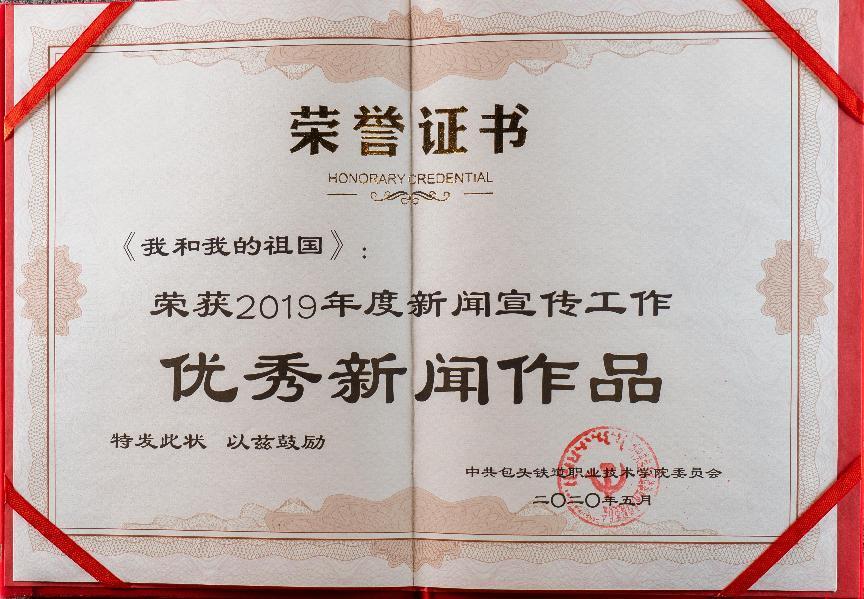 荣誉证书
HONORARY CREDENTIAL
《我和我的祖国》：
荣获2019年度新闻宣传工作
优秀新闻作品
特发此状 以兹鼓励
中共包头铁道职业技术学院委员会
二〇二〇年五月